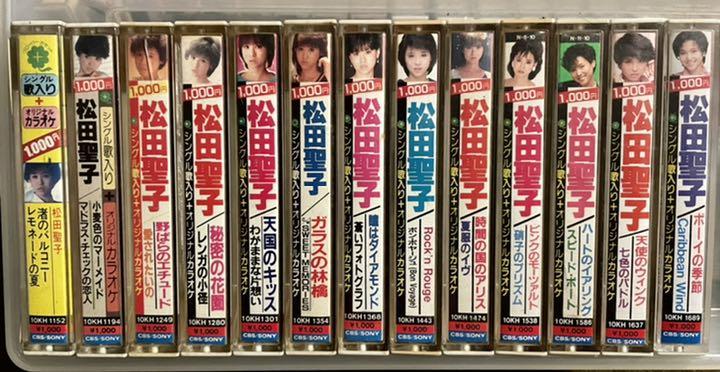 シングル
歌入り
+
オリジナル
カラオケ
1.000円
松田聖子
渚のバルコニー
レモネードの夏
10KH 1152
¥1,000
CBS/SONY
1.000円
松田聖子
シングル歌入り+オリジナルカラオケ
小麦色のマーメイド
マドラス・チェックの恋人
10KH 1194
¥1,000
CBS/SONY
1.000円
松田聖子
シングル歌入り+オリジナルカラオケ
野ばらのエチュード
愛されたいの
10KH 1249
¥1,000
CBS/SONY
1.000円
松田聖子
シングル歌入り+オリジナルカラオケ
秘密の花園
レンガの小径
10KH 1280
¥1,000
CBS/SONY
1.000円
松田聖子
シングル歌入り+オリジナルカラオケ
天国のキッス
わがままな片想い
10KH1301
¥1,000
CBS/SONY
1.000円
松田聖子
シングル歌入り+オリジナルカラオケ
ガラスの林檎
SWEET MEMORIES
10KH 1354
¥1,000
CBS/SONY
1.000円
松田聖子
シングル歌入り+オリジナルカラオケ
瞳はダイアモンド
蒼いフォトグラフ
10KH1368
¥1,000
CBS/SONY
1.000円
松田聖子
シングル歌入り+オリジナルカラオケ
Rock'n Rouge
ボン・ボヤージュ(Bon Voyage)
10KH 1443
¥1,000
CBS/SONY
1.000円
松田聖子
シングル歌入り+オリジナルカラオケ
時間の国のアリス
夏服のイヴ
10KH 1474
¥1,000
CBS/SONY
N-11-10
1.000円
松田聖子
シングル歌入り+オリジナルカラオケ
ピンクのモーツァルト
硝子のプリズム
10KH 1538
¥1,000
CBS/SONY
N-11-10
1.000円
松田聖子
シングル歌入り+オリジナルカラオケ
ハートのイアリング
スピード・ボート
10KH 1586
¥1,000
CBS/SONY
1.000円
松田聖子
シングル歌入り+オリジナルカラオケ
天使のウィンク
七色のパドル
10KH 1637
¥1,000
CBS/SONY
1.000円
松田聖子
シングル歌入り+オリジナルカラオケ
ボーイの季節
Caribbean Wind
10KH 1689
¥1,000
CBS/SONY